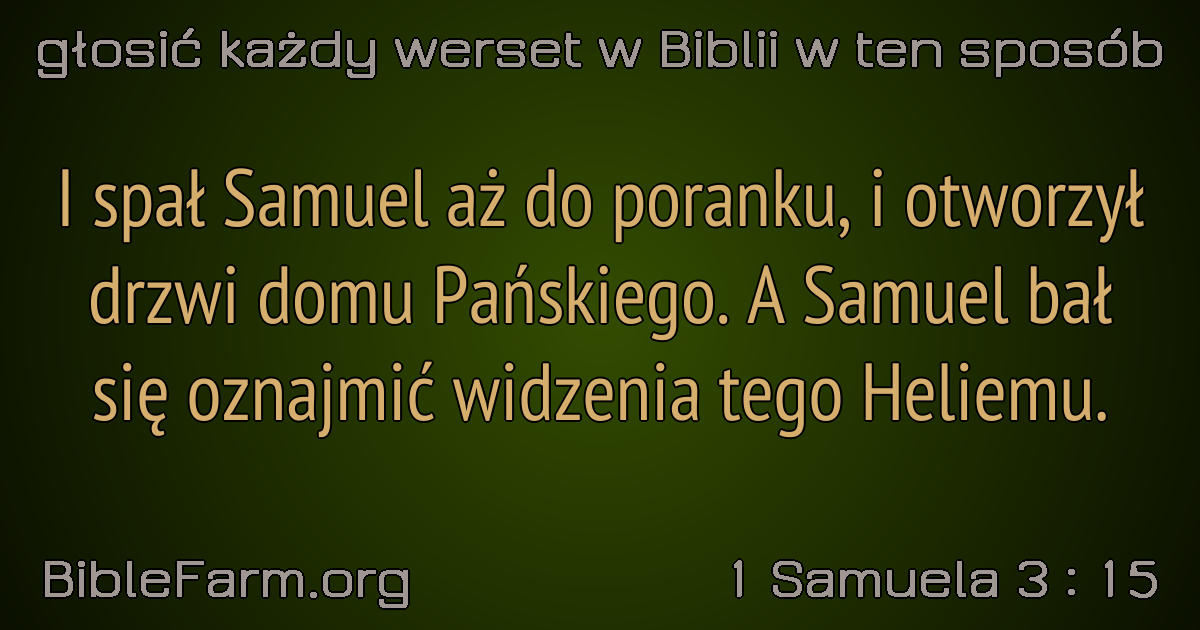 głosić każdy werset w Biblii w ten sposób
I spał Samuel aż do poranku, i otworzył
drzwi domu Pańskiego. A Samuel bał
się oznajmić widzenia tego Heliemu.
BibleFarm.org
1 Samuela 3 : 15